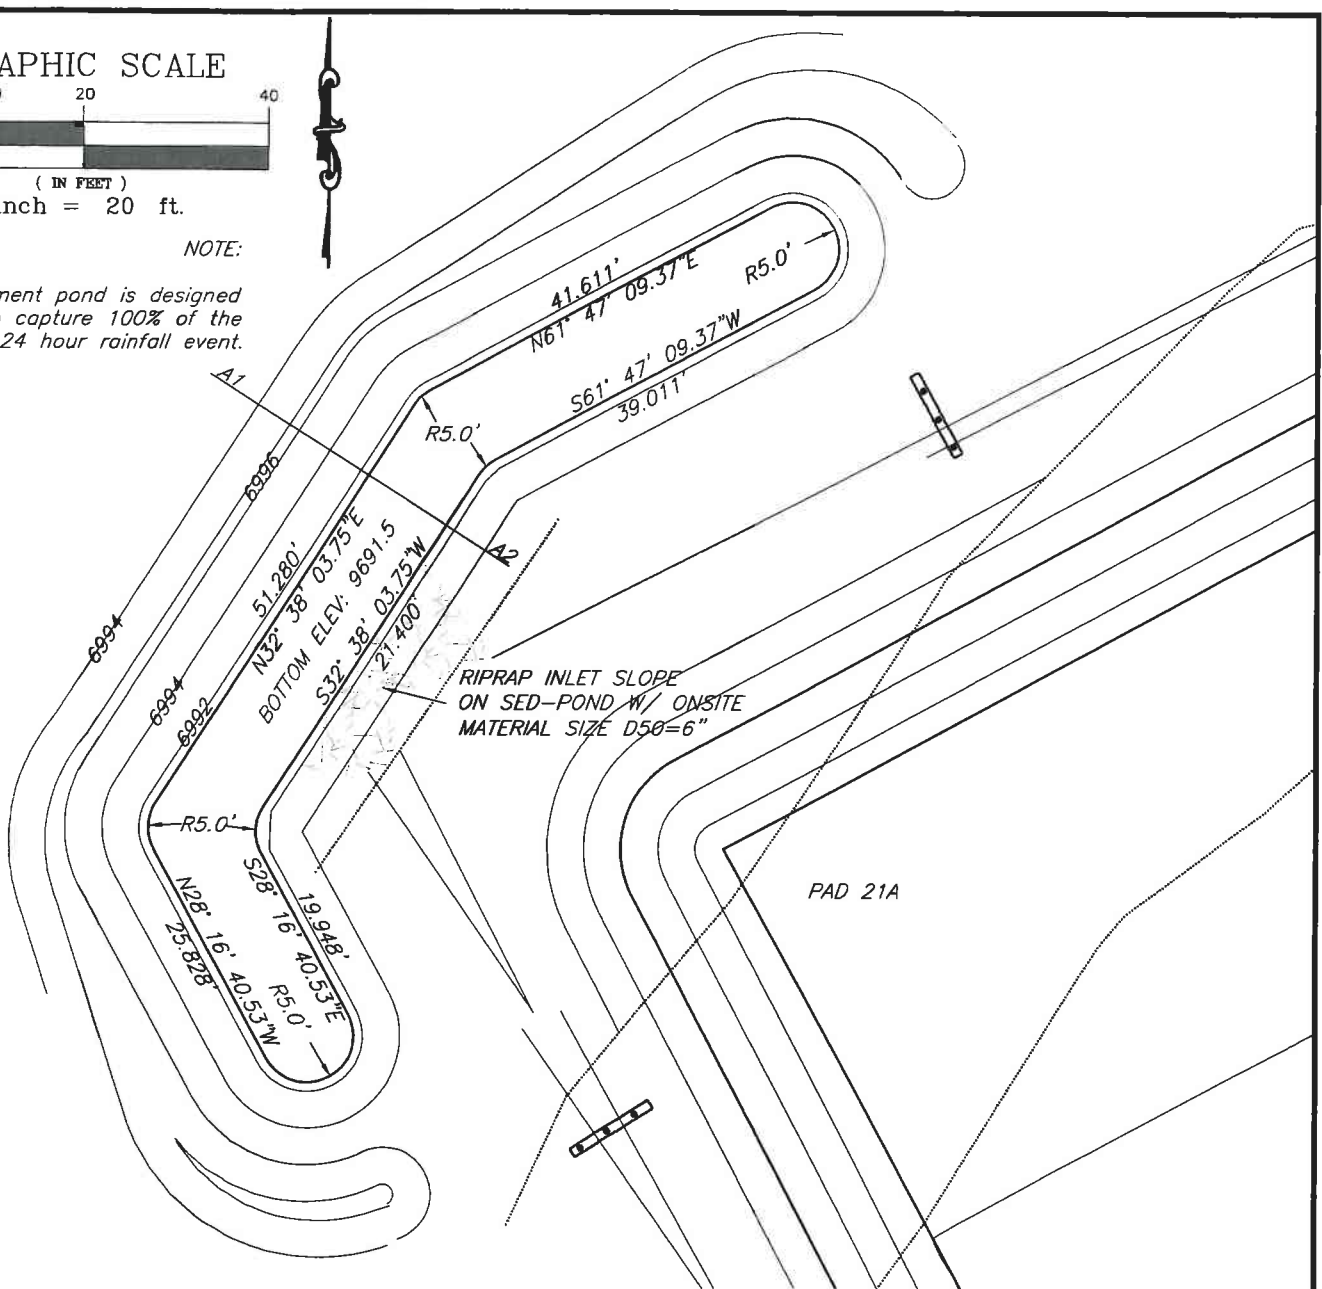 APHIC SCALE
20 40
( IN FEET )
nch = 20 ft.
NOTE:
ment pond is designed
capture 100% of the
24 hour rainfall event.
A1
6996
6994
6994
6992
41.611'
N61° 47' 09.37"E
R5.0'
S61° 47' 09.37"W
39.011'
R5.0'
51.280'
N32° 38' 03.75"E
BOTTOM ELEV: 9691.5
S32° 38' 03.75"W
21.400'
A2
RIPRAP INLET SLOPE
ON SED-POND W/ ONSITE
MATERIAL SIZE D50=6"
R5.0'
S28° 16' 40.53"E
19.948'
N28° 16' 40.53"W
25.828'
R5.0'
PAD 21A